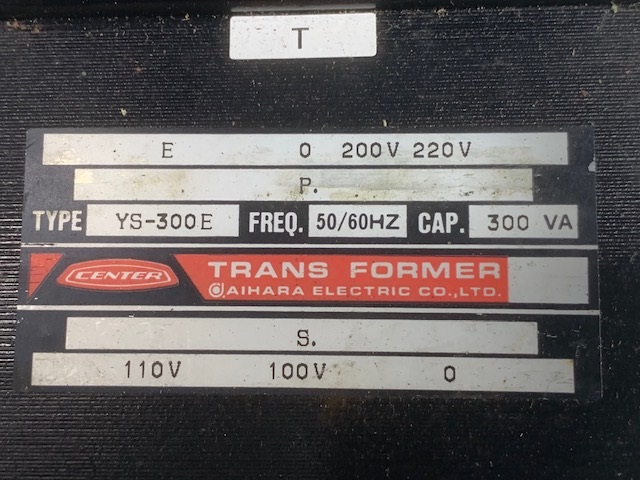 T
E 0 200V 220V
P.
TYPE YS-300E FREQ. 50/60HZ CAP. 300 VA
CENTER TRANS FORMER
AIHARA ELECTRIC CO.,LTD.
S.
110V 100V 0